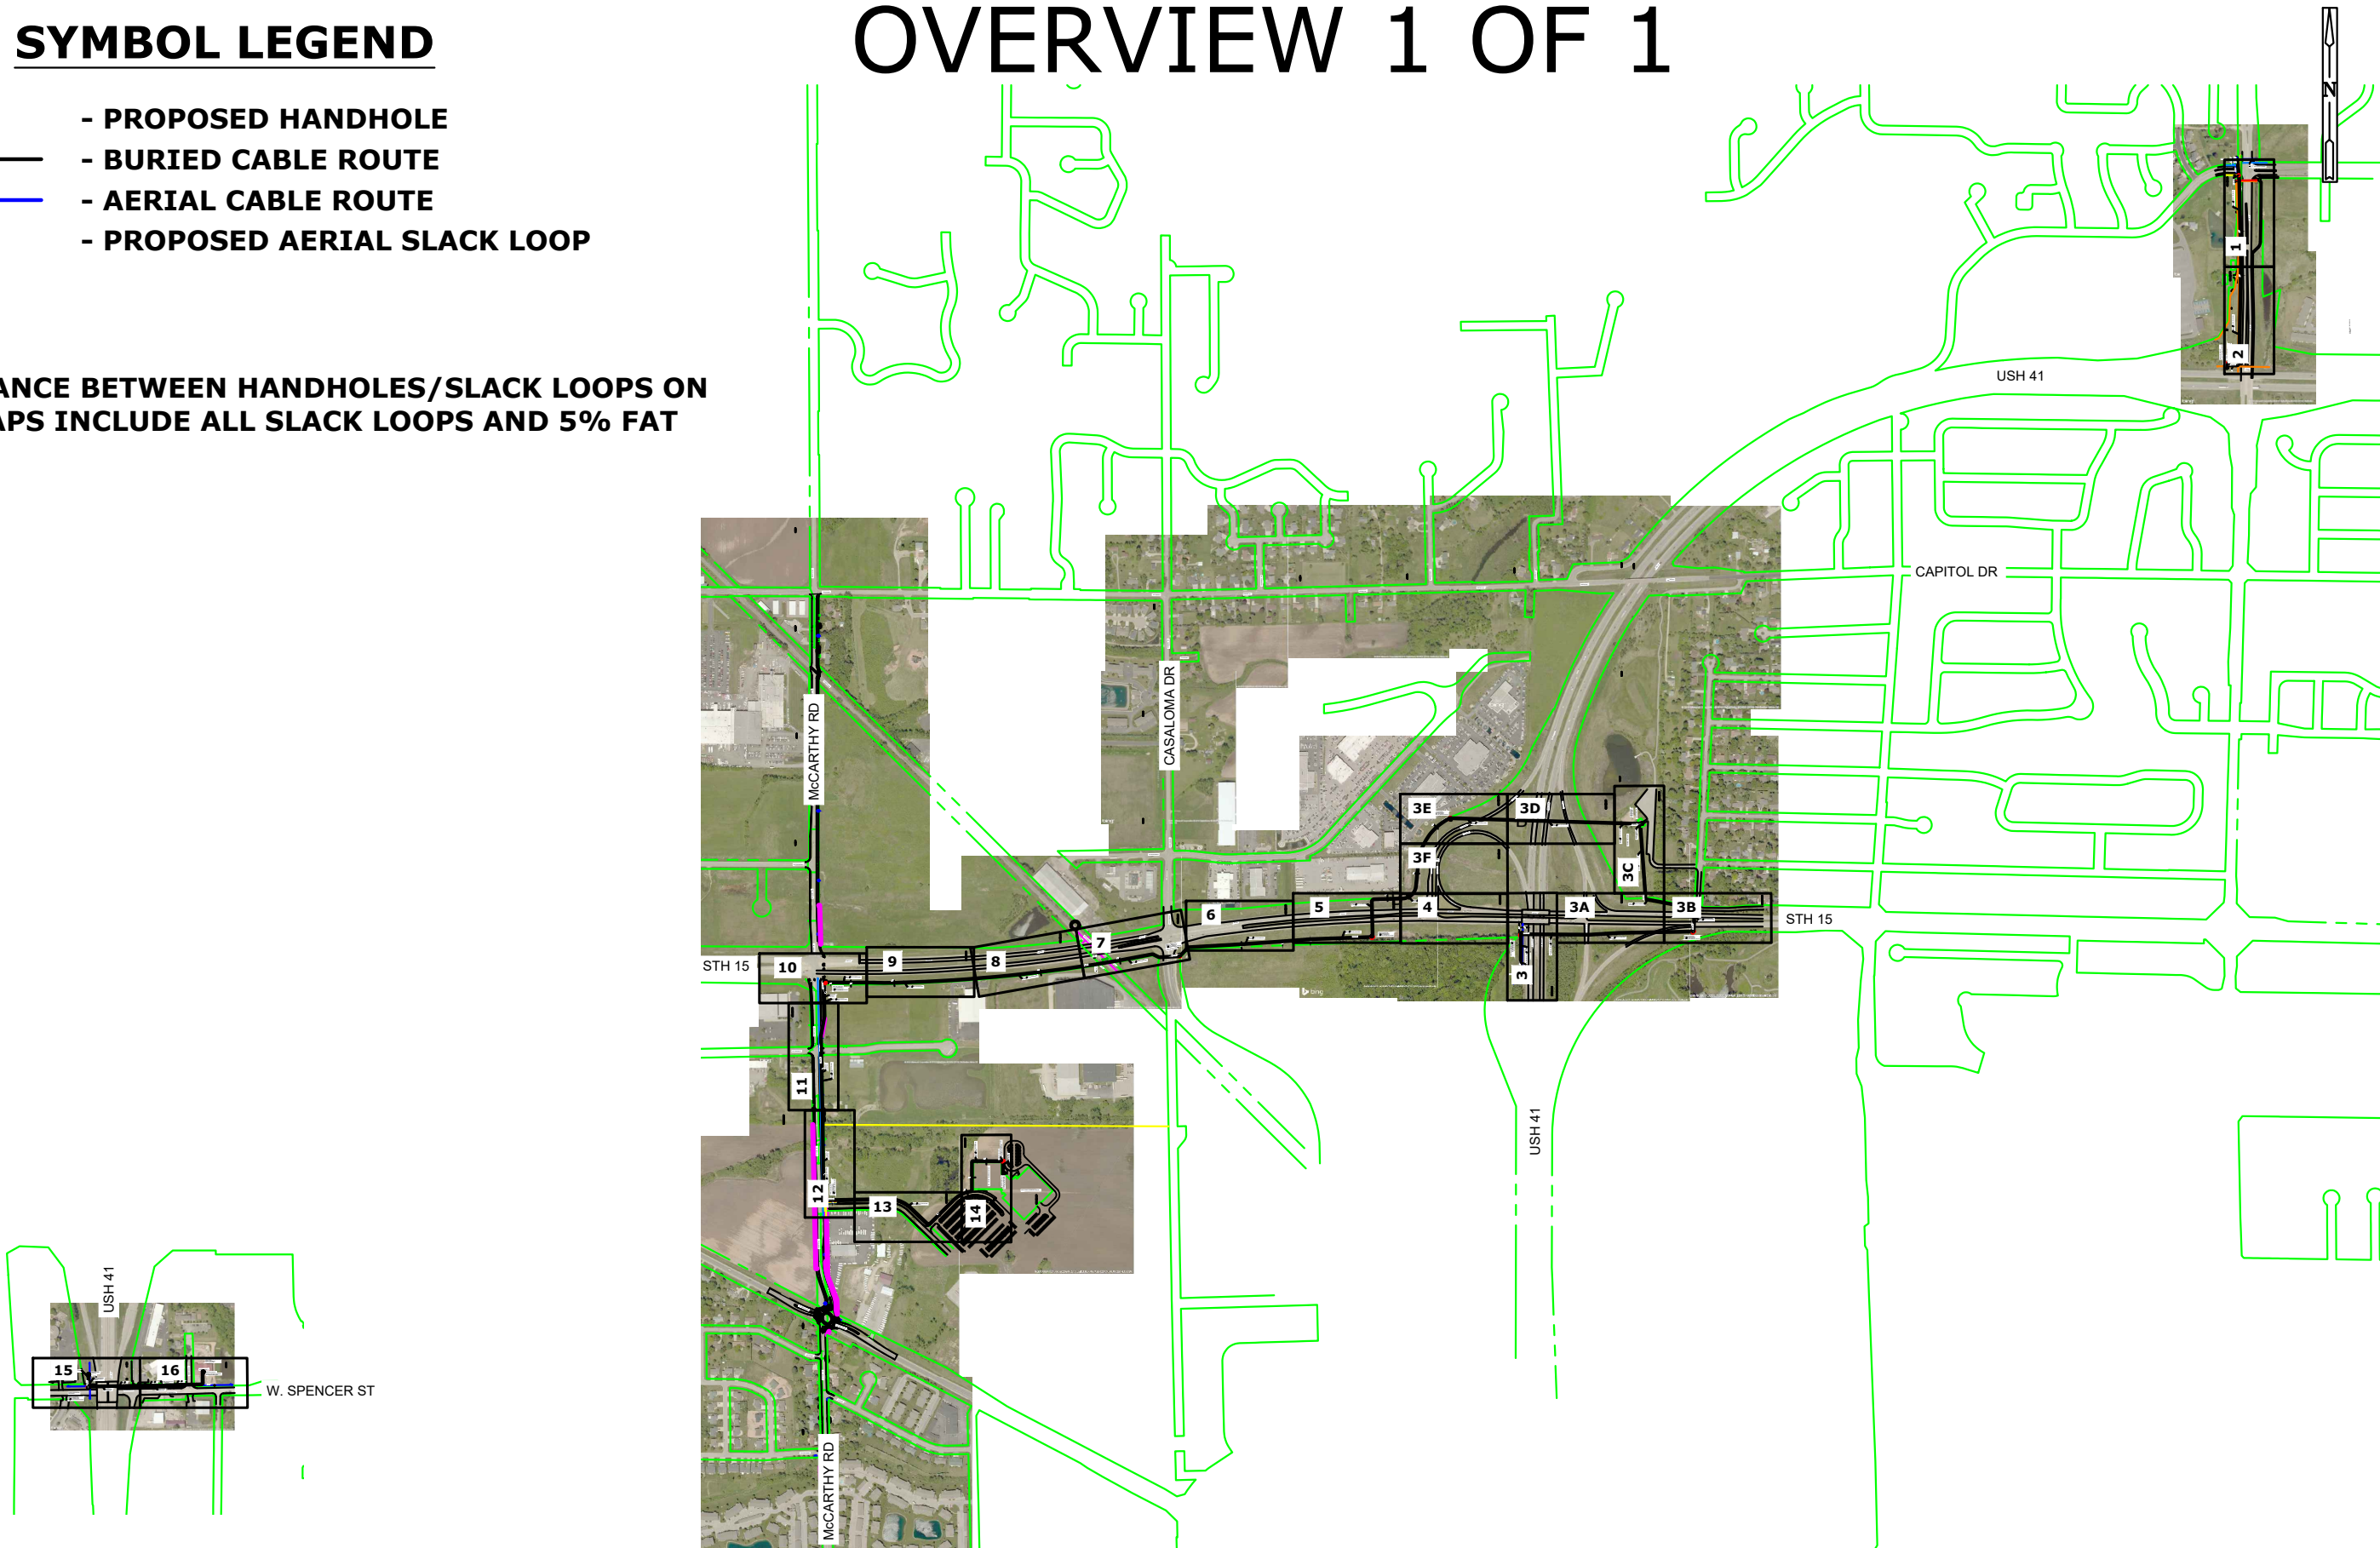 OVERVIEW 1 OF 1
SYMBOL LEGEND
- PROPOSED HANDHOLE
- BURIED CABLE ROUTE
- AERIAL CABLE ROUTE
- PROPOSED AERIAL SLACK LOOP
ANCE BETWEEN HANDHOLES/SLACK LOOPS ON
APS INCLUDE ALL SLACK LOOPS AND 5% FAT
N
1
2
USH 41
CAPITOL DR
McCARTHY RD
CASALOMA DR
3E
3D
3F
3C
6
5
4
3A
3B
STH 15
7
STH 15
10
9
8
3
bing
11
USH 41
12
13
14
USH 41
15
16
W. SPENCER ST
McCARTHY RD